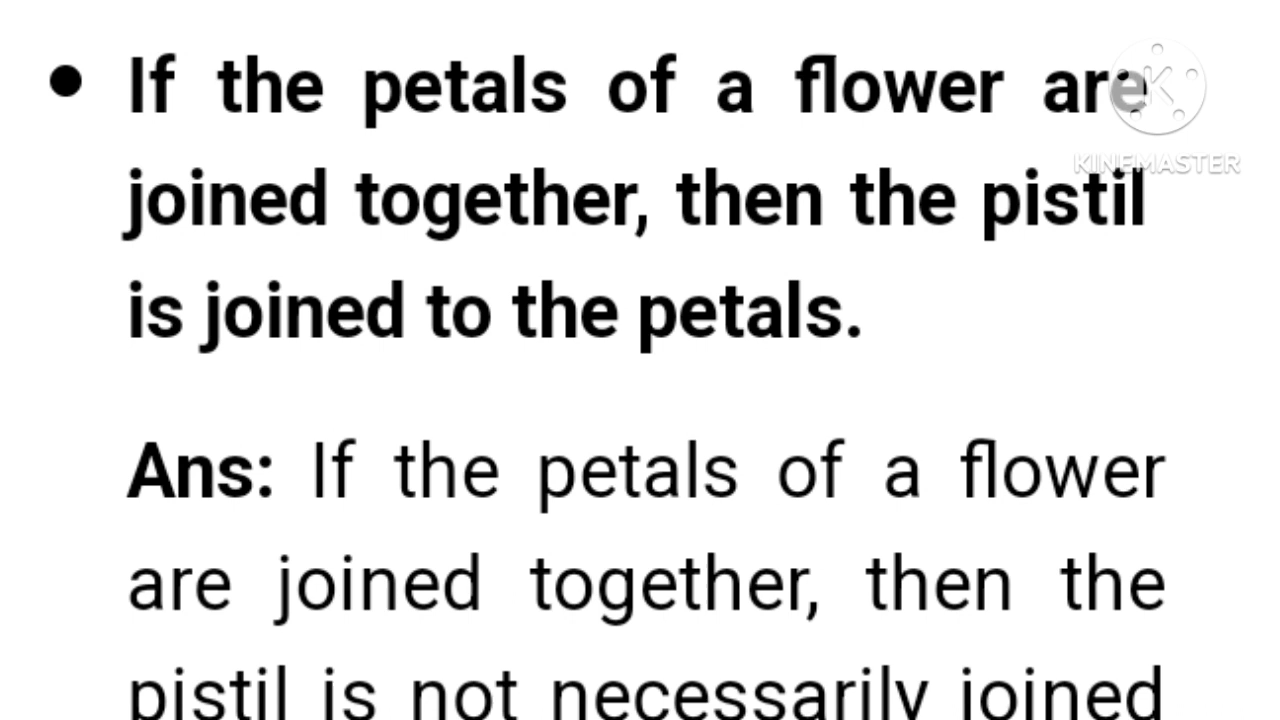 • If the petals of a flower are
KINEMASTER
joined together, then the pistil
is joined to the petals.
Ans: If the petals of a flower
are joined together, then the
pistil is not necessarily joined